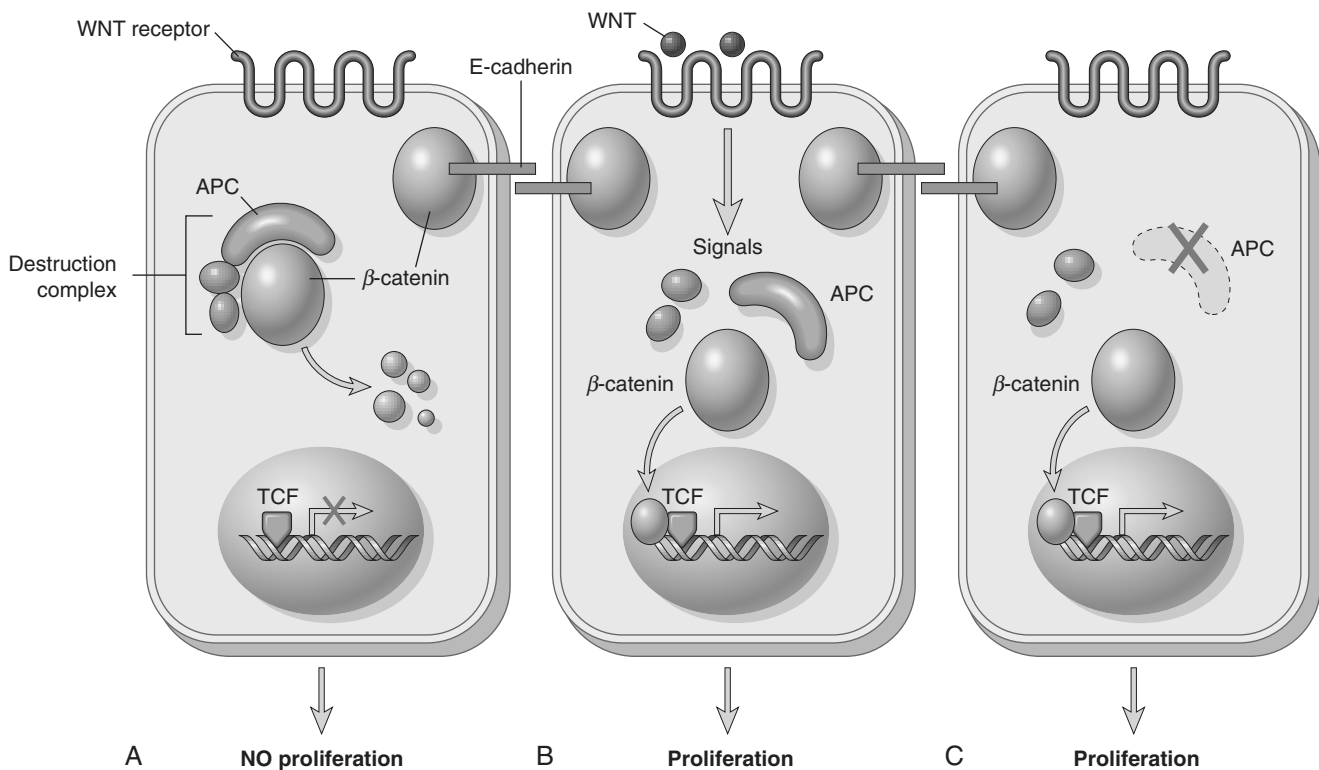 WNT receptor
WNT
E-cadherin
APC
Destruction
complex
β-catenin
TCF
Signals
APC
β-catenin
TCF
APC
β-catenin
TCF
A NO proliferation
B Proliferation
C Proliferation